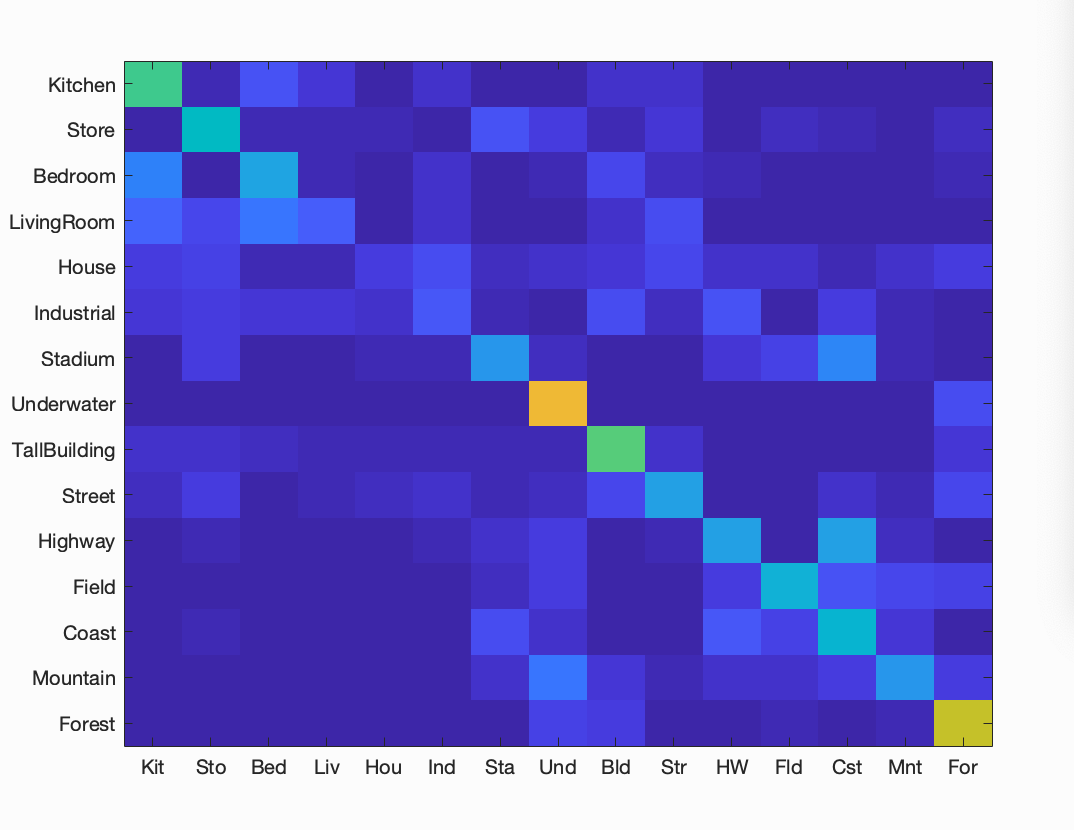 Kitchen
Store
Bedroom
LivingRoom
House
Industrial
Stadium
Underwater
TallBuilding
Street
Highway
Field
Coast
Mountain
Forest
Kit Sto Bed Liv Hou Ind Sta Und Bld Str HW Fld Cst Mnt For